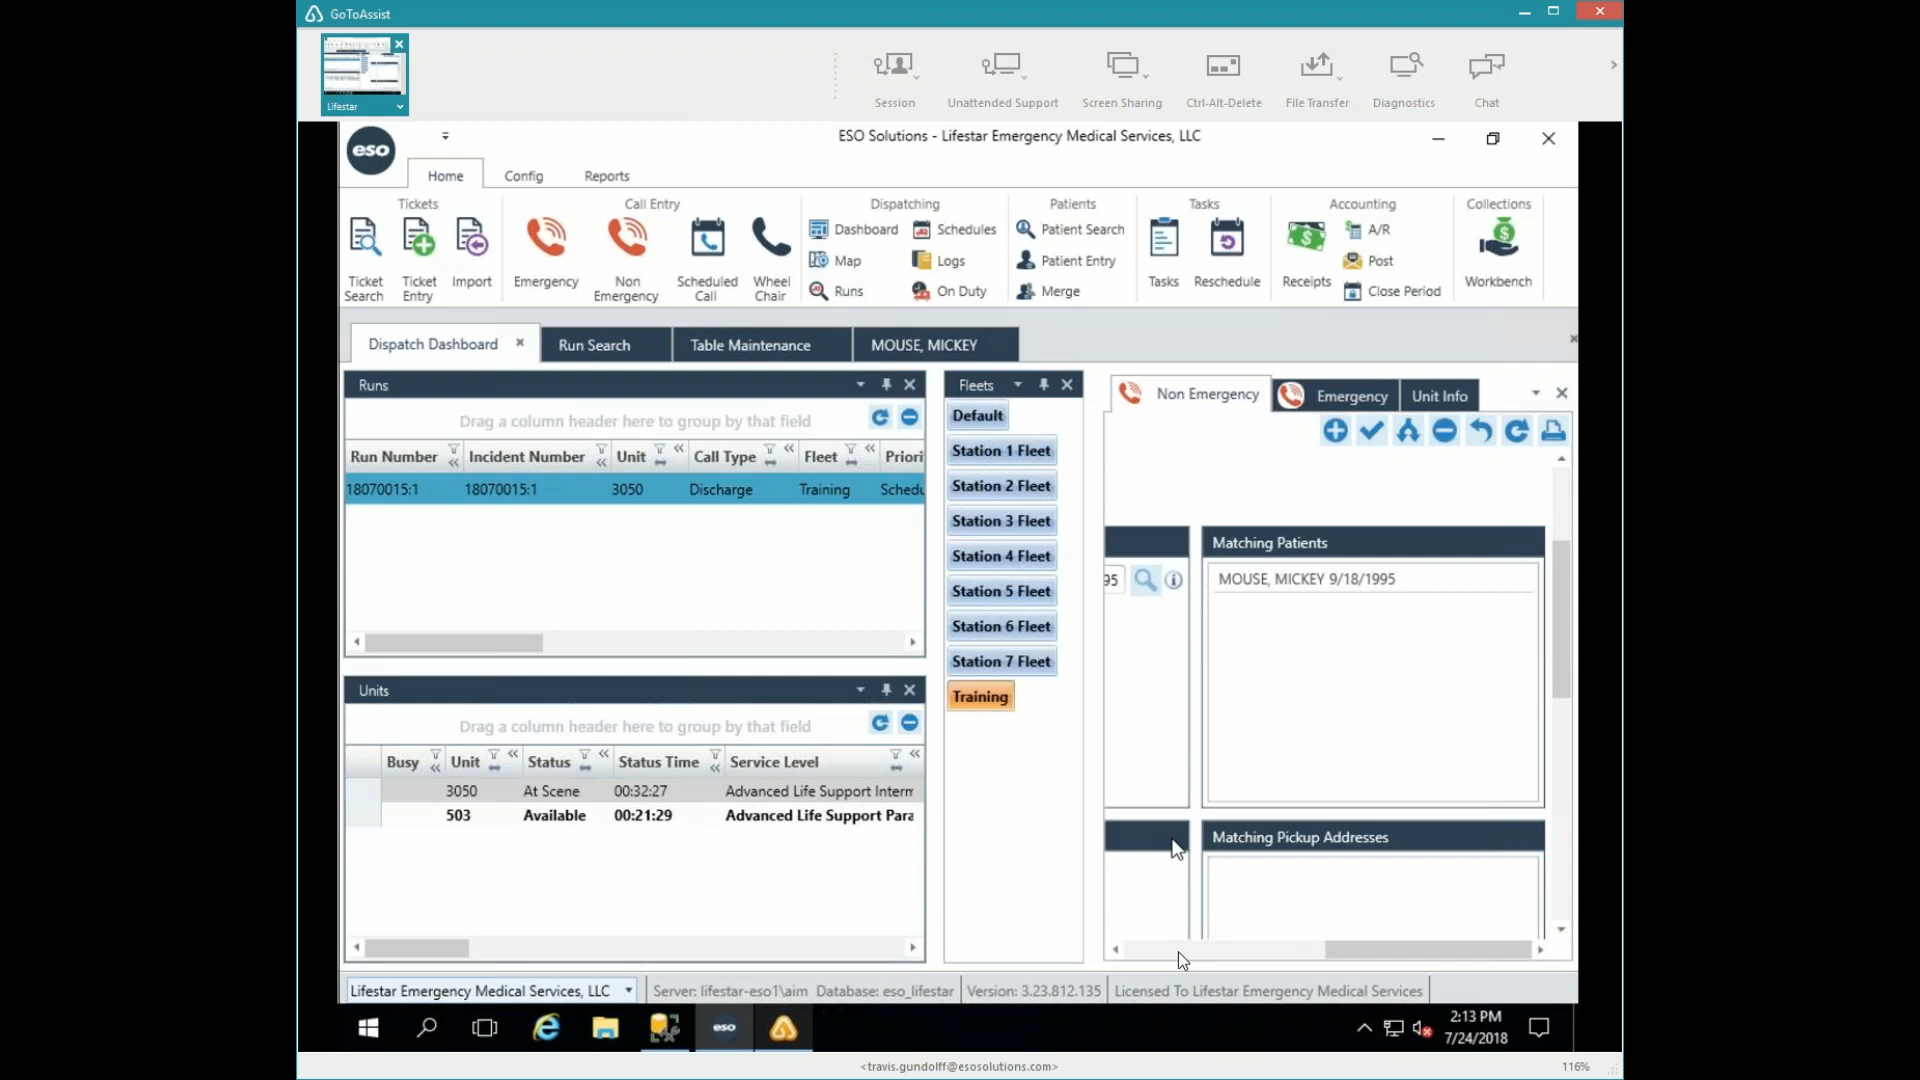 GoToAssist
Lifestar
Session
Unattended Support
Screen Sharing
Ctrl-Alt-Delete
File Transfer
Diagnostics
Chat
eso
ESO Solutions - Lifestar Emergency Medical Services, LLC
Home
Config
Reports
Tickets
Call Entry
Dispatching
Patients
Tasks
Accounting
Collections
Ticket Search
Ticket Entry
Import
Emergency
Non Emergency
Scheduled Call
Wheel Chair
Dashboard
Schedules
Map
Logs
Runs
On Duty
Patient Search
Patient Entry
Merge
Tasks
Reschedule
Receipts
A/R
Post
Close Period
Workbench
Dispatch Dashboard
Run Search
Table Maintenance
MOUSE, MICKEY
Runs
Drag a column header here to group by that field
Run Number Incident Number Unit Call Type Fleet Priori
18070015:1 18070015:1 3050 Discharge Training Schedu
Units
Drag a column header here to group by that field
Busy Unit Status Status Time Service Level
3050 At Scene 00:32:27 Advanced Life Support Interm
503 Available 00:21:29 Advanced Life Support Para
Fleets
Default
Station 1 Fleet
Station 2 Fleet
Station 3 Fleet
Station 4 Fleet
Station 5 Fleet
Station 6 Fleet
Station 7 Fleet
Training
Non Emergency
Emergency
Unit Info
95
Matching Patients
MOUSE, MICKEY 9/18/1995
Matching Pickup Addresses
Lifestar Emergency Medical Services, LLC
Server: lifestar-eso1\aim Database: eso_lifestar
Version: 3.23.812.135
Licensed To Lifestar Emergency Medical Services
eso
2:13 PM
7/24/2018
<travis.gundolff@esosolutions.com>
116%